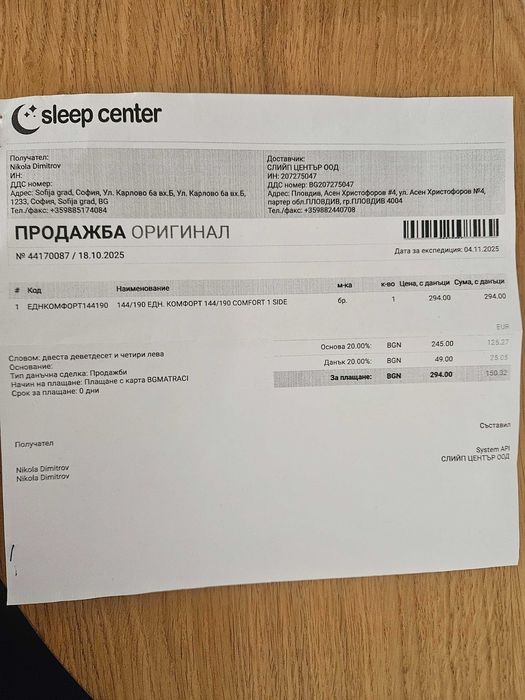 sleep center
Получател:
Nikola Dimitrov
ИН:
ДДС номер:
Адрес: Sofija grad, София, Ул. Карлово 6а вх.Б, Ул. Карлово 6а вх.Б,
1233, София, Sofija grad, BG
Тел./факс: +359885174084
Доставчик:
СЛИЙП ЦЕНТЪР ООД
ИН: 207275047
ДДС номер: BG207275047
Адрес: Пловдив, Асен Христофоров #4, ул. Асен Христофоров №4,
партер обл.ПЛОВДИВ, гр.ПЛОВДИВ 4004
Тел./факс: +359882440708
ПРОДАЖБА ОРИГИНАЛ
№ 44170087 / 18.10.2025
Дата за експедиция: 04.11.2025
# Код Наименование м-ка к-во Цена, с данъци Сума, с данъци
1 ЕДНКОМФОРТ144190 144/190 ЕДН. КОМФОРТ 144/190 COMFORT 1 SIDE бр. 1 294.00 294.00
EUR
Основа 20.00%: BGN 245.00 125.27
Данък 20.00%: BGN 49.00 25.05
За плащане: BGN 294.00 150.32
Словом: двеста деветдесет и четири лева
Основание:
Тип данъчна сделка: Продажби
Начин на плащане: Плащане с карта BGMATRACI
Срок за плащане: 0 дни
Получател
Nikola Dimitrov
Nikola Dimitrov
Съставил
System API
СЛИЙП ЦЕНТЪР ООД